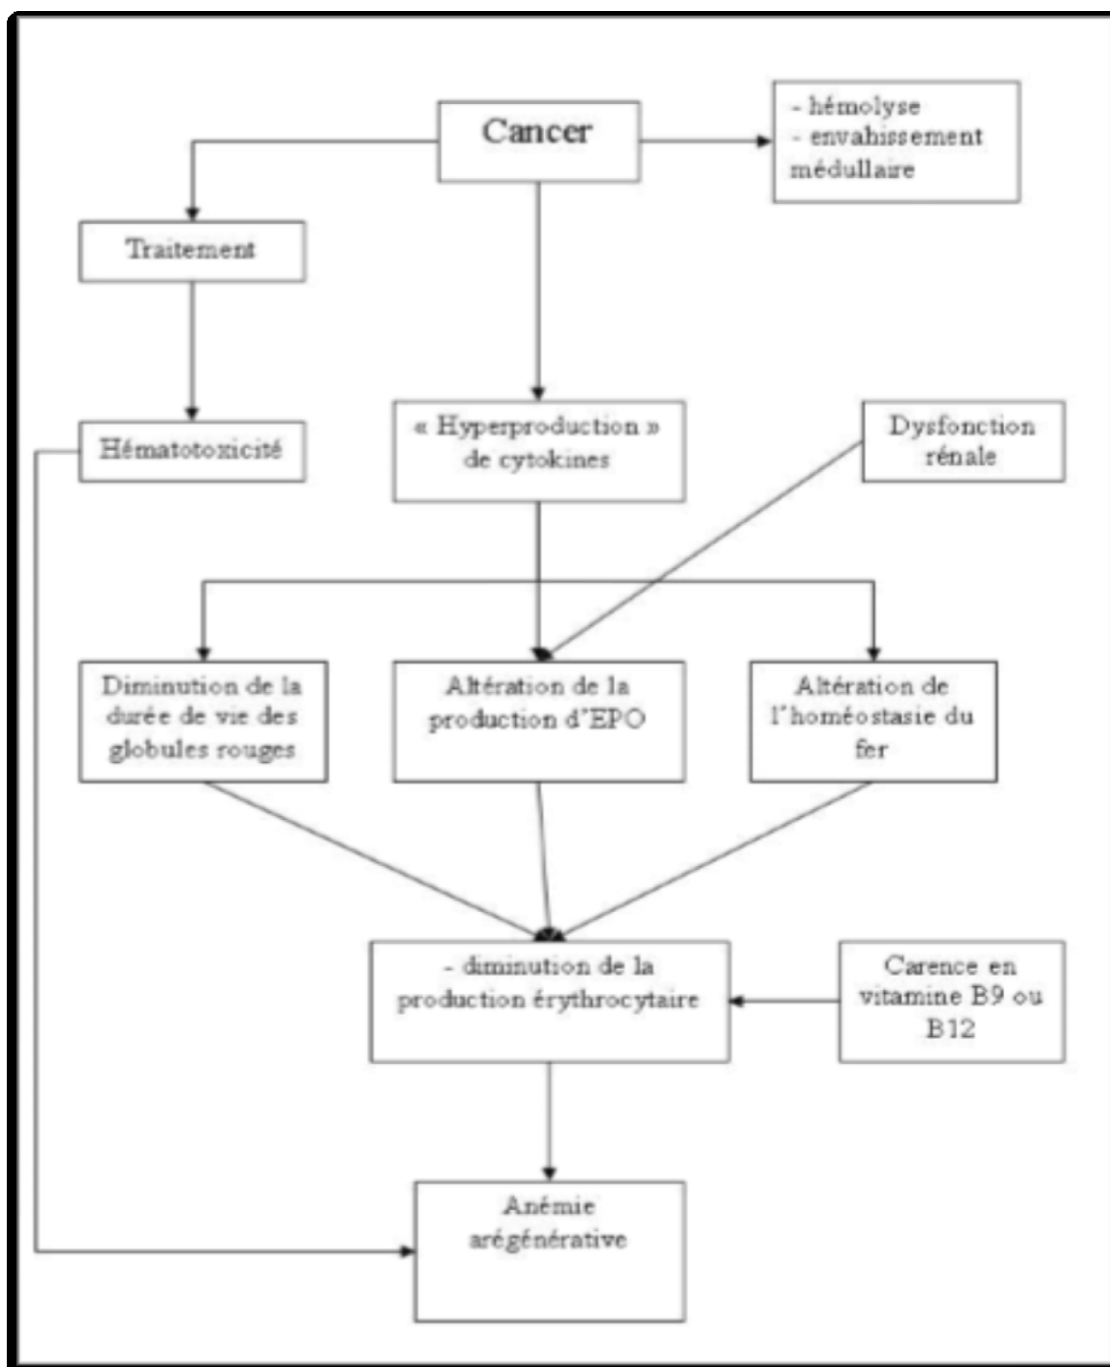 Cancer
- hémolyse
- envahissement
médullaire
Traitement
Hématotoxicité
« Hyperproduction »
de cytokines
Dysfonction
rénale
Diminution de la
durée de vie des
globules rouges
Altération de la
production d'EPO
Altération de
l'homéostasie du
fer
- diminution de la
production érythrocytaire
Carence en
vitamine B9 ou
B12
Anémie
arégénérative